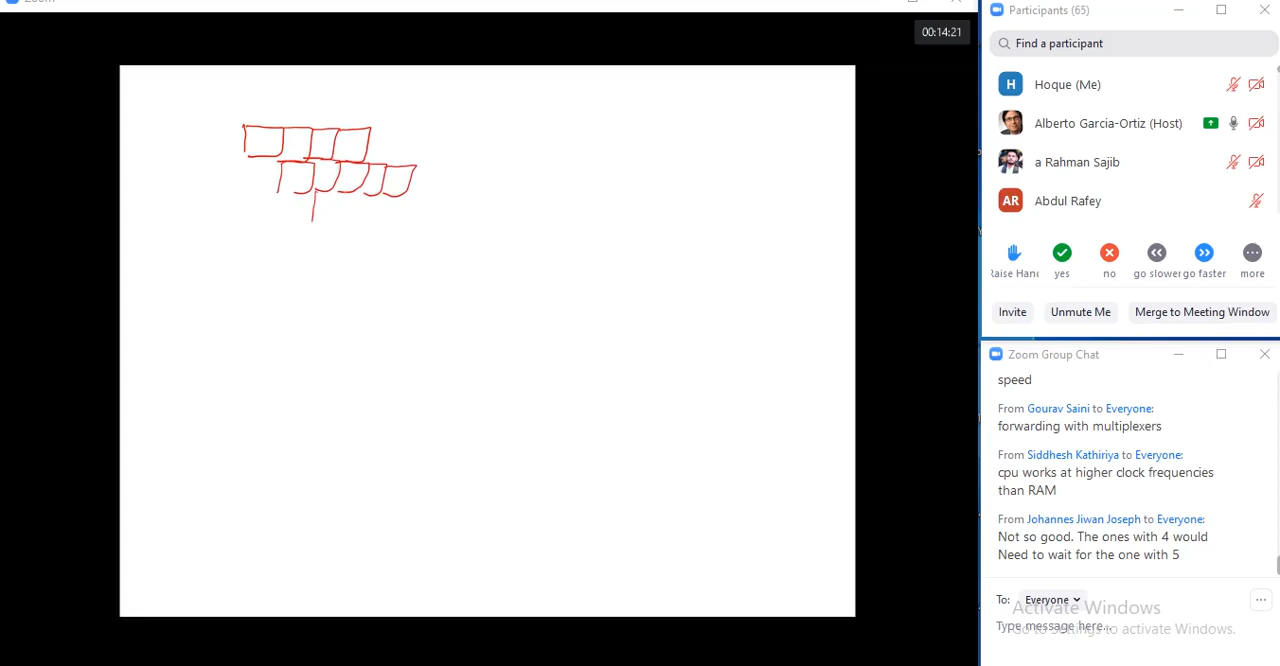 Zoom
00:14:21
Participants (65)
Find a participant
H Hoque (Me)
Alberto Garcia-Ortiz (Host)
a Rahman Sajib
AR Abdul Rafey
yes no go slower go faster more
Invite Unmute Me Merge to Meeting Window
Zoom Group Chat
speed
From Gourav Saini to Everyone:
forwarding with multiplexers
From Siddhesh Kathiriya to Everyone:
cpu works at higher clock frequencies
than RAM
From Johannes Jiwan Joseph to Everyone:
Not so good. The ones with 4 would
Need to wait for the one with 5
To: Everyone
Activate Windows
Type message here...
Go to Settings to activate Windows.